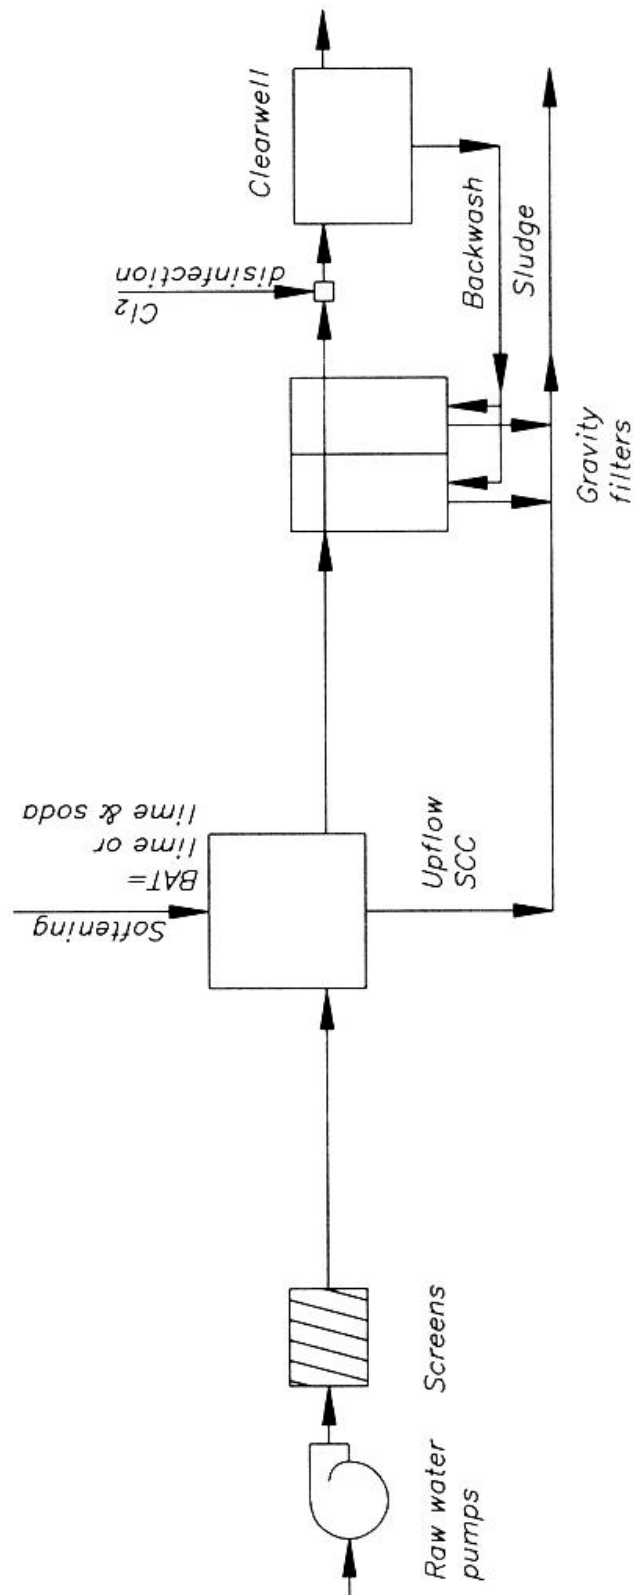 Raw water
pumps
Screens
Softening
BAT=
lime or
lime & soda
Upflow
SCC
Gravity
filters
Cl₂
disinfection
Backwash
Sludge
Clearwell